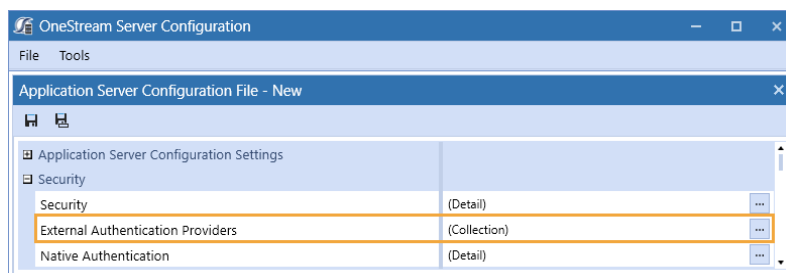 OneStream Server Configuration
File Tools
Application Server Configuration File - New
Application Server Configuration Settings
Security
Security (Detail) ...
External Authentication Providers (Collection) ...
Native Authentication (Detail) ...